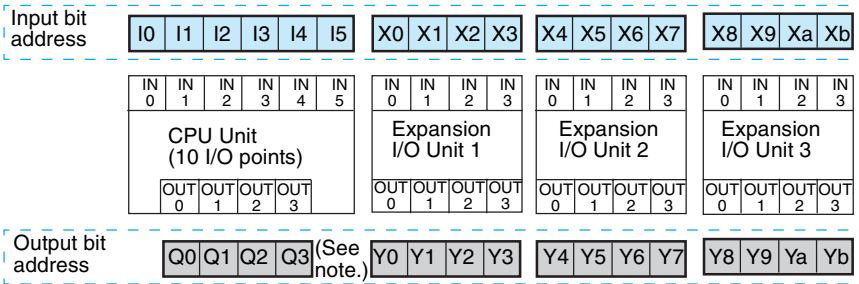 Input bit address
I0 I1 I2 I3 I4 I5 X0 X1 X2 X3 X4 X5 X6 X7 X8 X9 Xa Xb
IN 0 IN 1 IN 2 IN 3 IN 4 IN 5 IN 0 IN 1 IN 2 IN 3 IN 0 IN 1 IN 2 IN 3 IN 0 IN 1 IN 2 IN 3
CPU Unit
(10 I/O points)
Expansion
I/O Unit 1
Expansion
I/O Unit 2
Expansion
I/O Unit 3
OUT 0 OUT 1 OUT 2 OUT 3 OUT 0 OUT 1 OUT 2 OUT 3 OUT 0 OUT 1 OUT 2 OUT 3 OUT 0 OUT 1 OUT 2 OUT 3
Output bit address
Q0 Q1 Q2 Q3 (See note.) Y0 Y1 Y2 Y3 Y4 Y5 Y6 Y7 Y8 Y9 Ya Yb